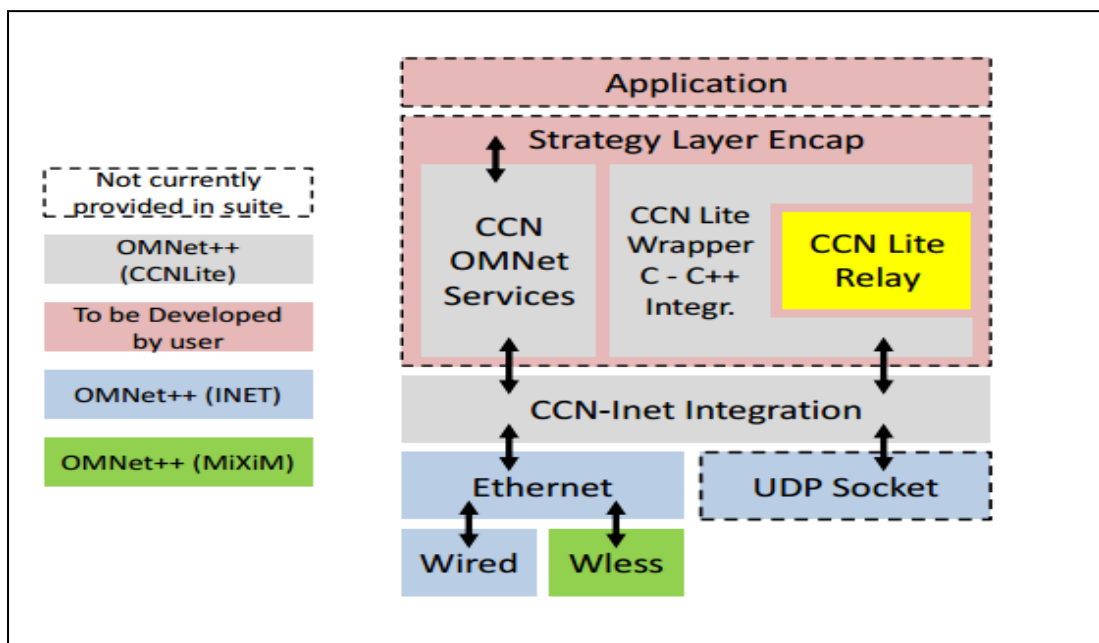 Not currently
provided in suite
OMNet++
(CCNLite)
To be Developed
by user
OMNet++ (INET)
OMNet++ (MiXiM)
Application
Strategy Layer Encap
CCN
OMNet
Services
CCN Lite
Wrapper
C - C++
Integr.
CCN Lite
Relay
CCN-Inet Integration
Ethernet
UDP Socket
Wired
Wless